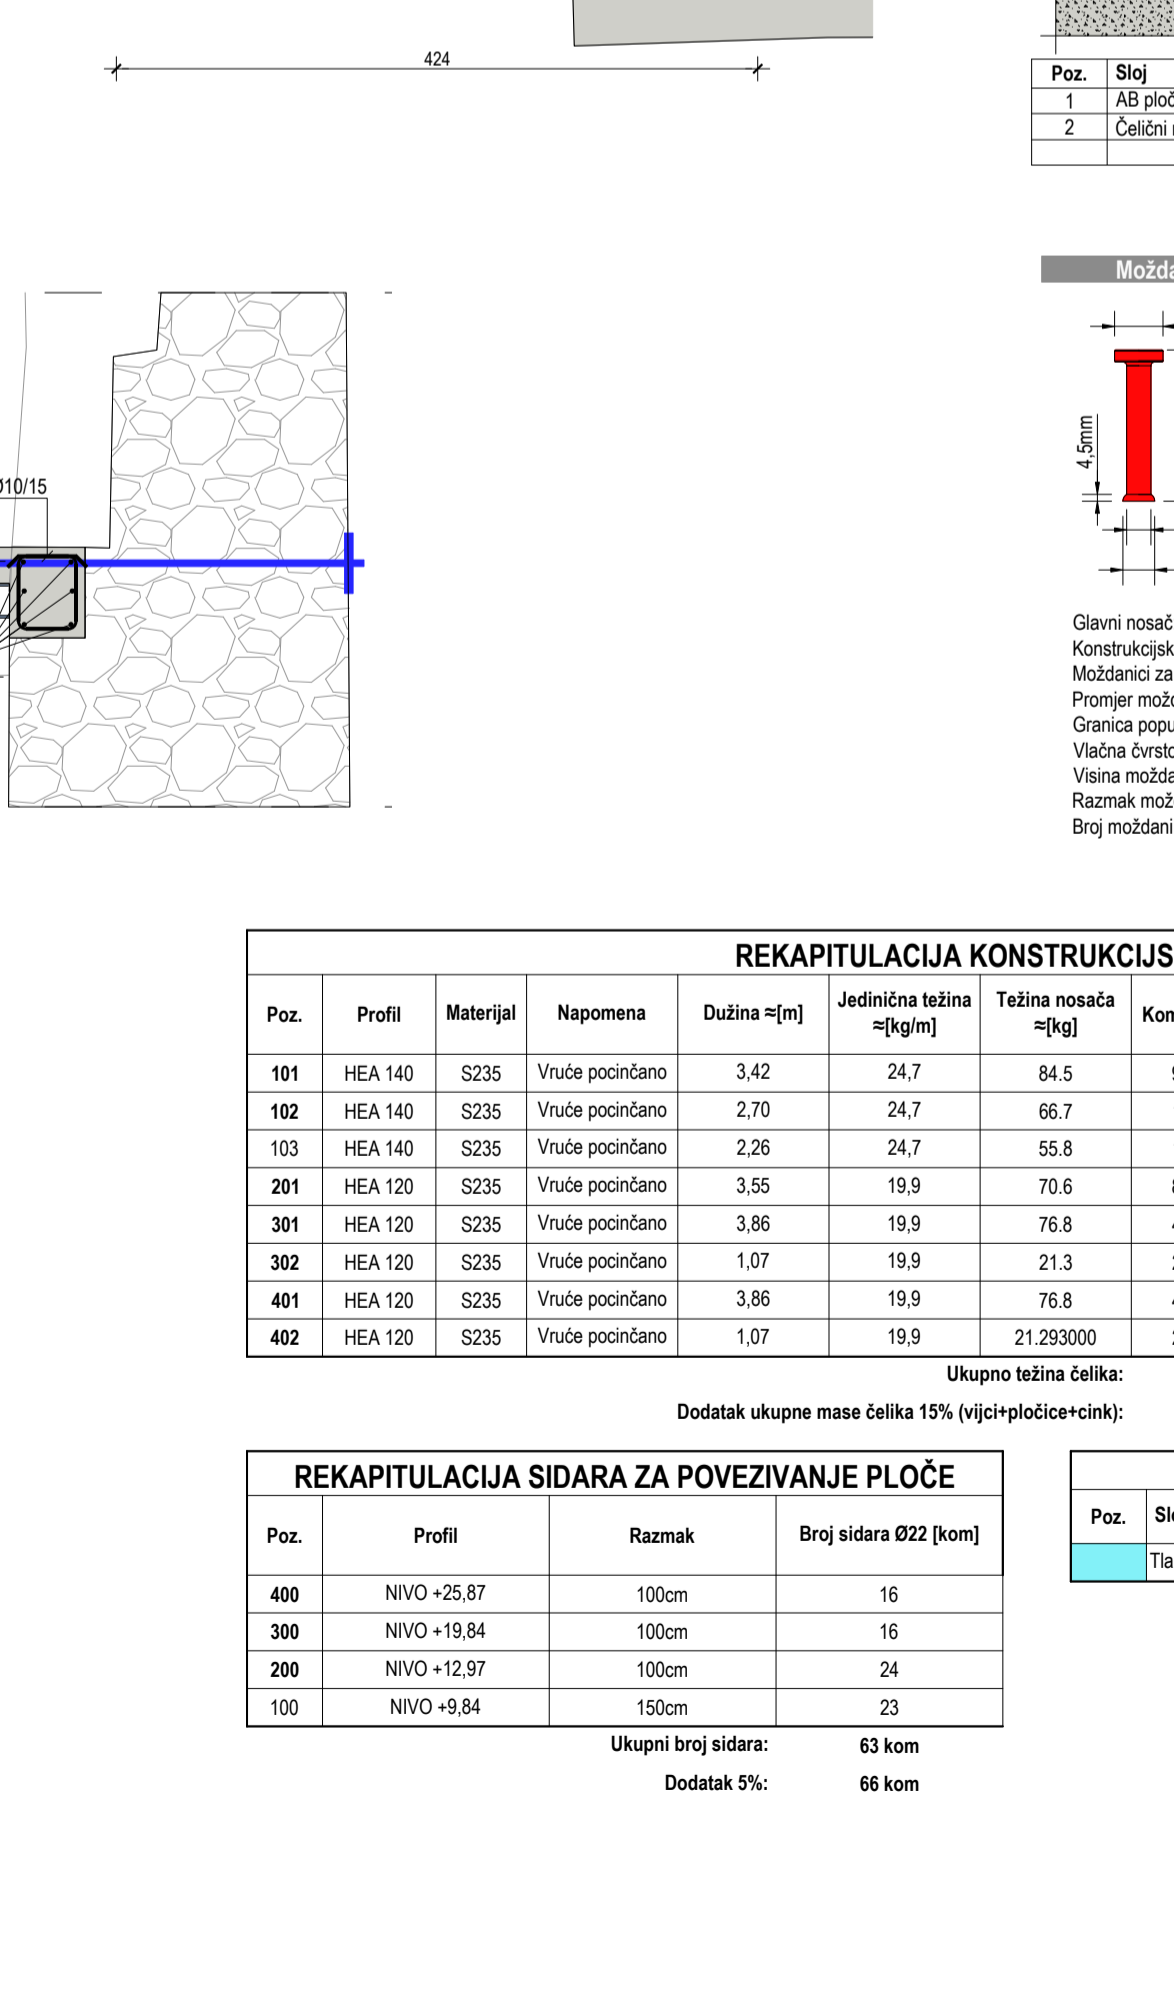 424
Poz. Sloj
1 AB ploč
2 Čelični
Možda
4,5mm
Ø10/15
Glavni nosač
Konstrukcijsk
Moždanici za
Promjer možd
Granica popu
Vlačna čvrsto
Visina možda
Razmak mož
Broj moždani
REKAPITULACIJA KONSTRUKCIJS
Poz. Profil Materijal Napomena Dužina ≈[m] Jedinična težina ≈[kg/m] Težina nosača ≈[kg] Kom
101 HEA 140 S235 Vruće pocinčano 3,42 24,7 84.5
102 HEA 140 S235 Vruće pocinčano 2,70 24,7 66.7
103 HEA 140 S235 Vruće pocinčano 2,26 24,7 55.8
201 HEA 120 S235 Vruće pocinčano 3,55 19,9 70.6
301 HEA 120 S235 Vruće pocinčano 3,86 19,9 76.8
302 HEA 120 S235 Vruće pocinčano 1,07 19,9 21.3
401 HEA 120 S235 Vruće pocinčano 3,86 19,9 76.8
402 HEA 120 S235 Vruće pocinčano 1,07 19,9 21.293000
Ukupno težina čelika:
Dodatak ukupne mase čelika 15% (vijci+pločice+cink):
REKAPITULACIJA SIDARA ZA POVEZIVANJE PLOČE
Poz. Profil Razmak Broj sidara Ø22 [kom]
400 NIVO +25,87 100cm 16
300 NIVO +19,84 100cm 16
200 NIVO +12,97 100cm 24
100 NIVO +9,84 150cm 23
Ukupni broj sidara: 63 kom
Dodatak 5%: 66 kom
Poz. Slo
Tla